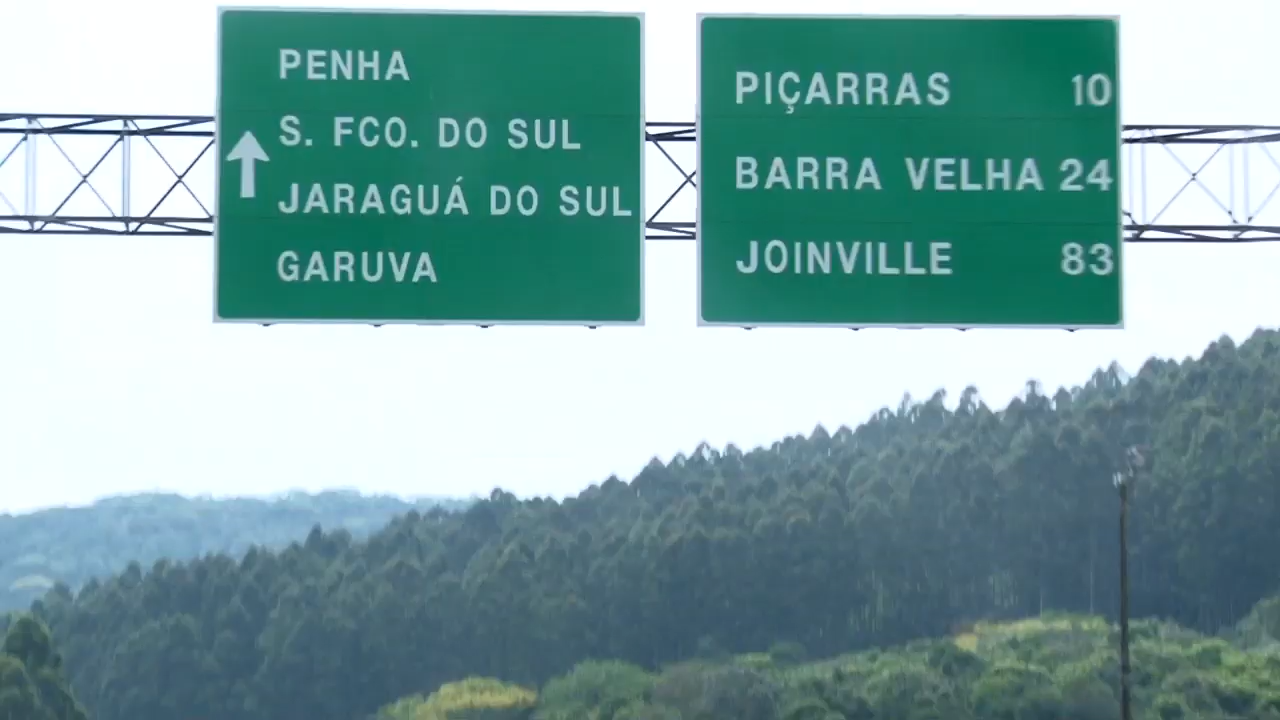 PENHA
S. FCO. DO SUL
JARAGUÁ DO SUL
GARUVA
PIÇARRAS 10
BARRA VELHA 24
JOINVILLE 83